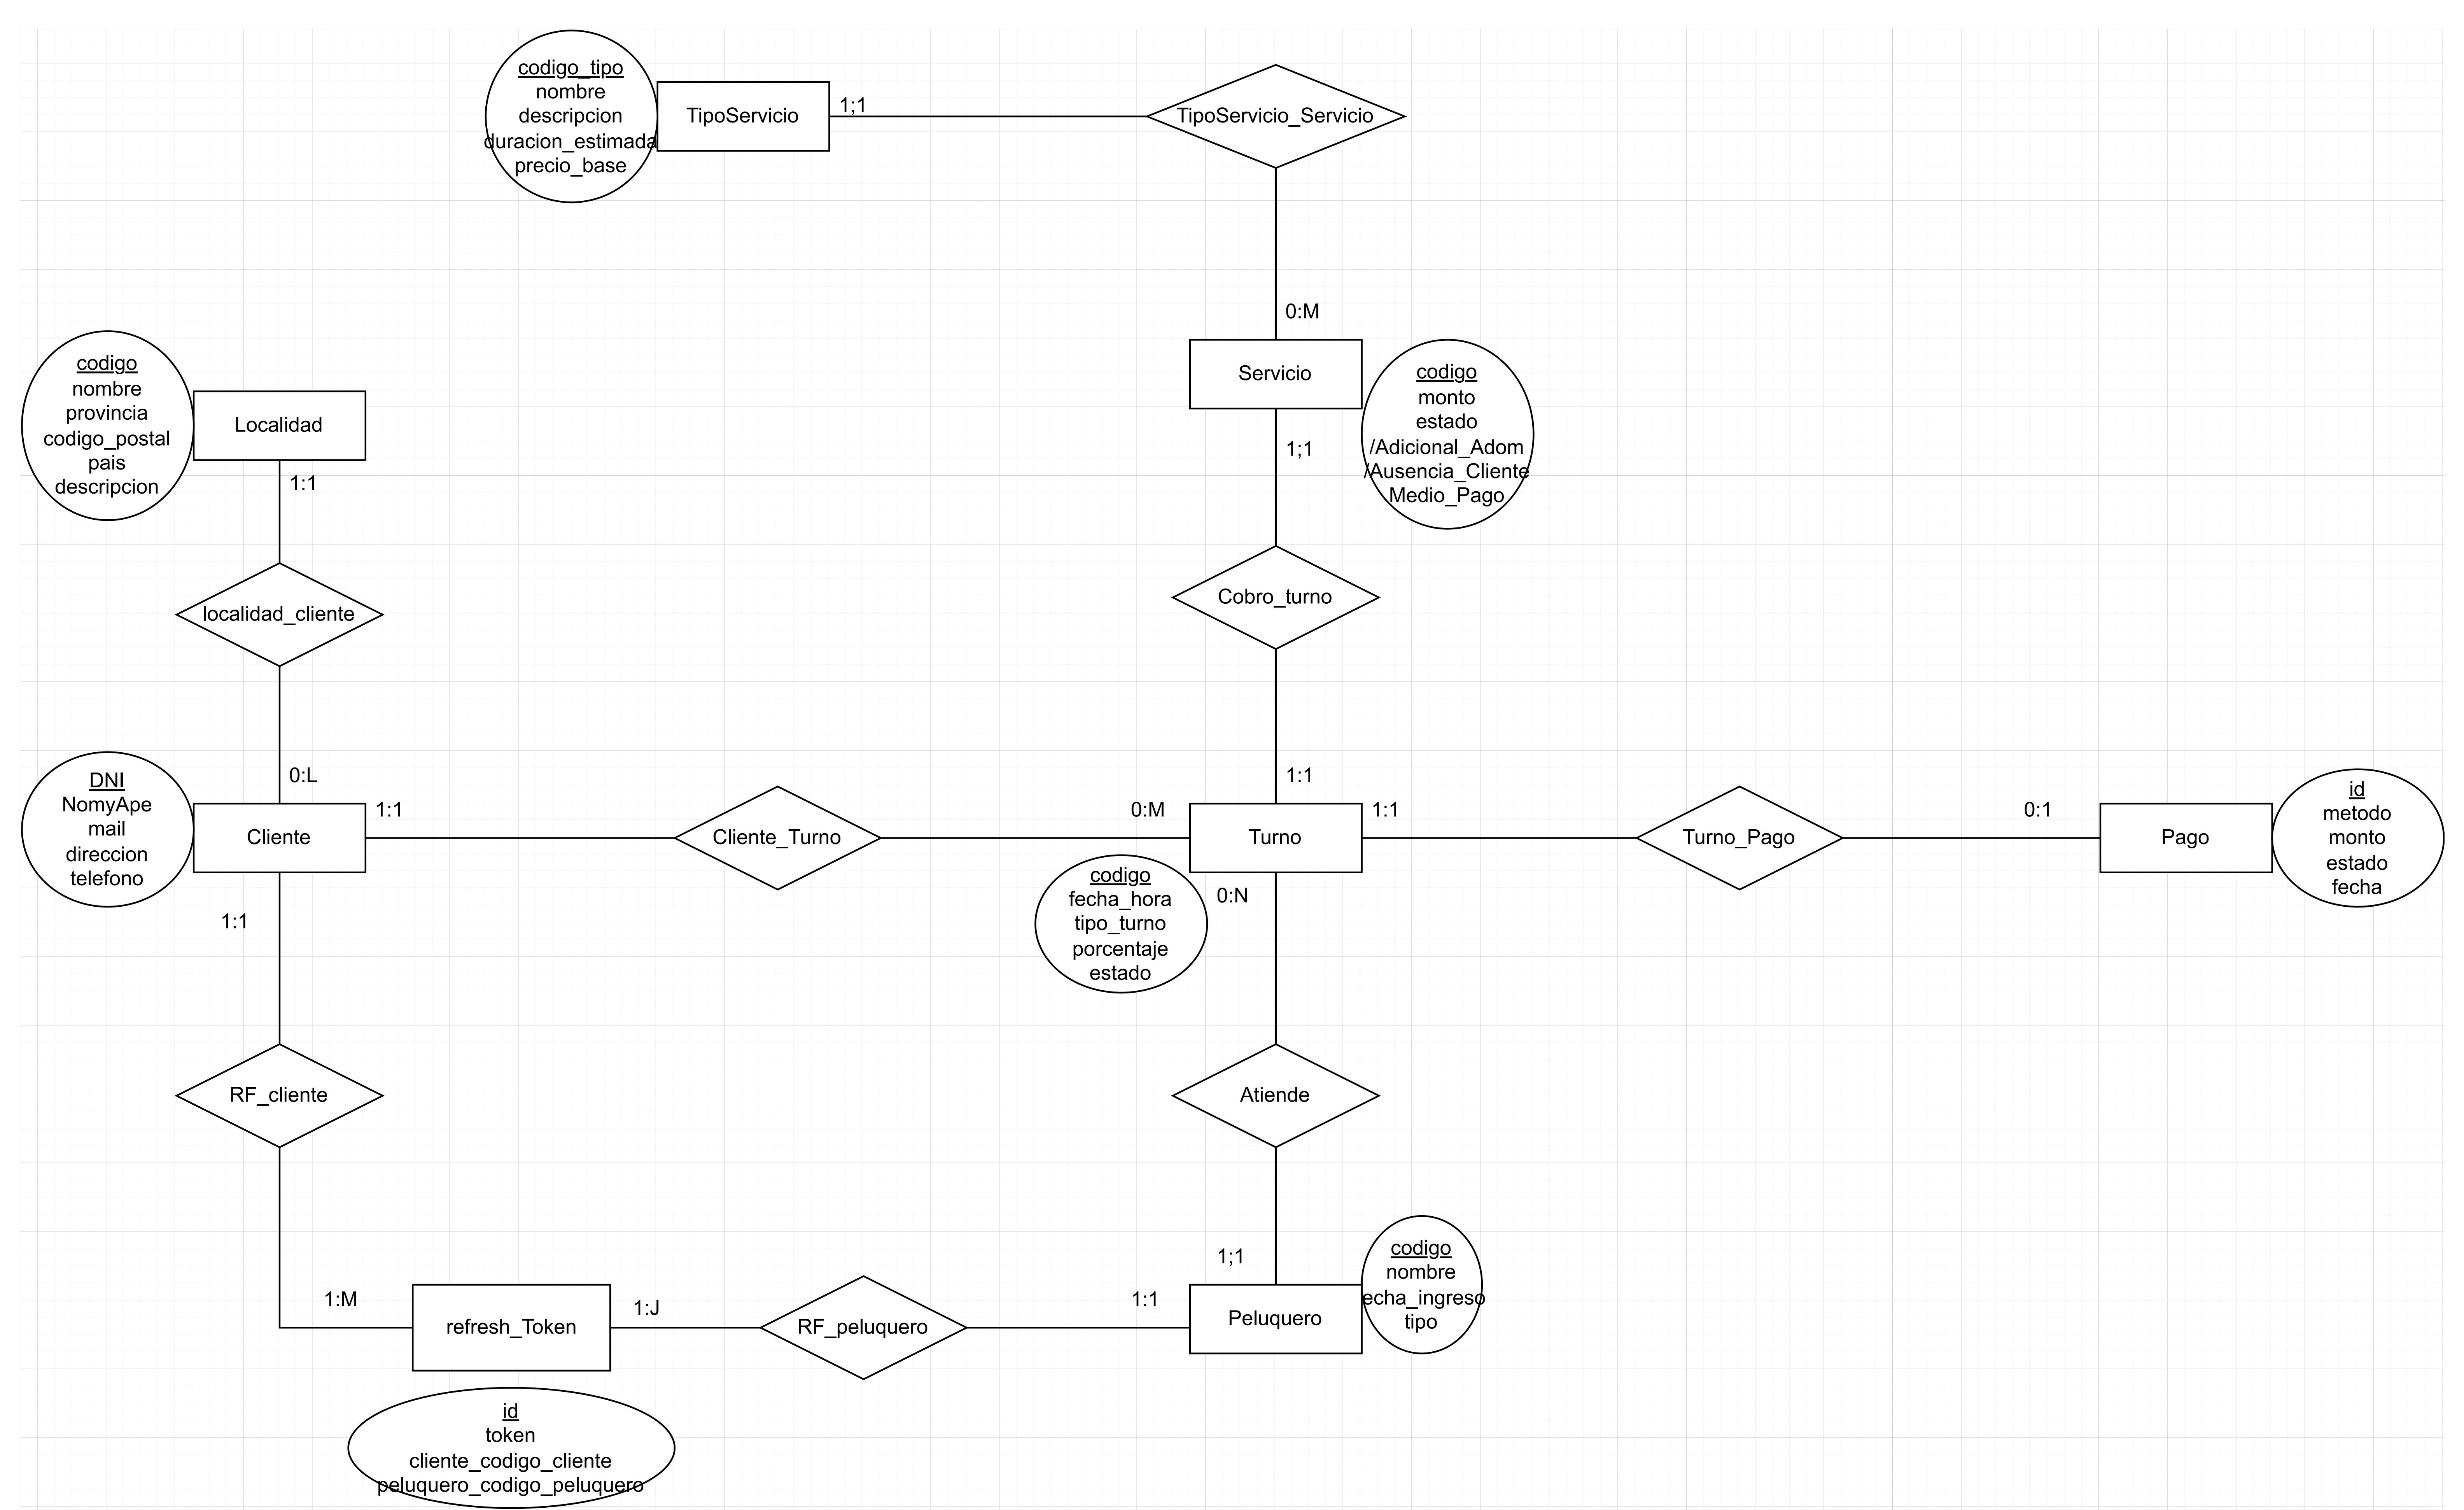 codigo_tipo
nombre
descripcion
duracion_estimada
precio_base
TipoServicio
1;1
TipoServicio_Servicio
0:M
Servicio
codigo
monto
estado
/Adicional_Adom
/Ausencia_Cliente
Medio_Pago
1;1
codigo
nombre
provincia
codigo_postal
pais
descripcion
Localidad
1:1
localidad_cliente
Cobro_turno
0:L
1:1
DNI
NomyApe
mail
direccion
telefono
Cliente
1:1
Cliente_Turno
0:M
Turno
1:1
Turno_Pago
0:1
Pago
id
metodo
monto
estado
fecha
codigo
fecha_hora
tipo_turno
porcentaje
estado
0:N
1:1
RF_cliente
Atiende
1;1
codigo
nombre
echa_ingreso
tipo
1:M
refresh_Token
1:J
RF_peluquero
1:1
Peluquero
id
token
cliente_codigo_cliente
peluquero_codigo_peluquero